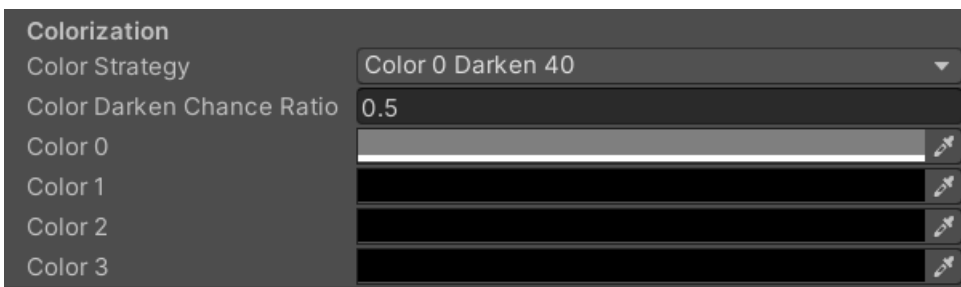 Colorization
Color Strategy Color 0 Darken 40
Color Darken Chance Ratio 0.5
Color 0
Color 1
Color 2
Color 3